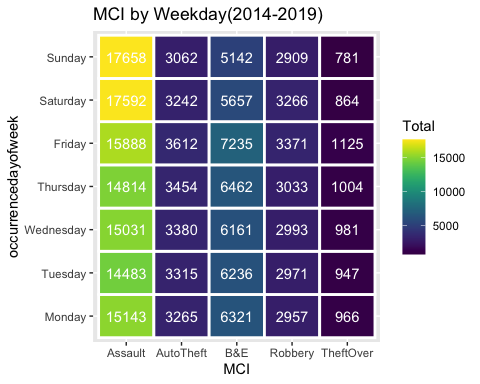 MCI by Weekday(2014-2019)
occurrencedayofweek
Sunday 17658 3062 5142 2909 781
Saturday 17592 3242 5657 3266 864
Friday 15888 3612 7235 3371 1125
Thursday 14814 3454 6462 3033 1004
Wednesday 15031 3380 6161 2993 981
Tuesday 14483 3315 6236 2971 947
Monday 15143 3265 6321 2957 966
Assault AutoTheft B&E Robbery TheftOver
MCI
Total
15000
10000
5000